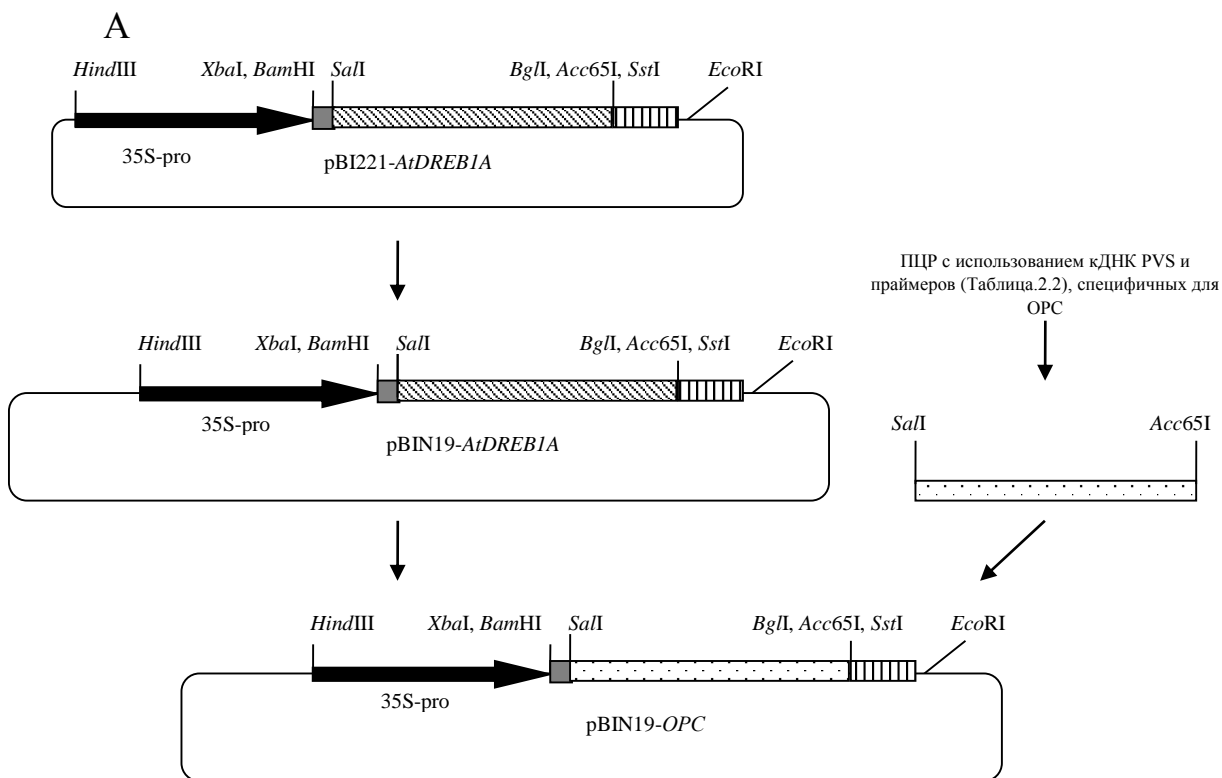 A
HindIII XbaI, BamHI SalI BglI, Acc65I, SstI EcoRI
35S-pro
pBI221-AtDREB1A
ПЦР с использованием кДНК PVS и
праймеров (Таблица.2.2), специфичных для
ОРС
HindIII XbaI, BamHI SalI BglI, Acc65I, SstI EcoRI
35S-pro
pBIN19-AtDREB1A
SalI Acc65I
HindIII XbaI, BamHI SalI BglI, Acc65I, SstI EcoRI
35S-pro
pBIN19-OPC